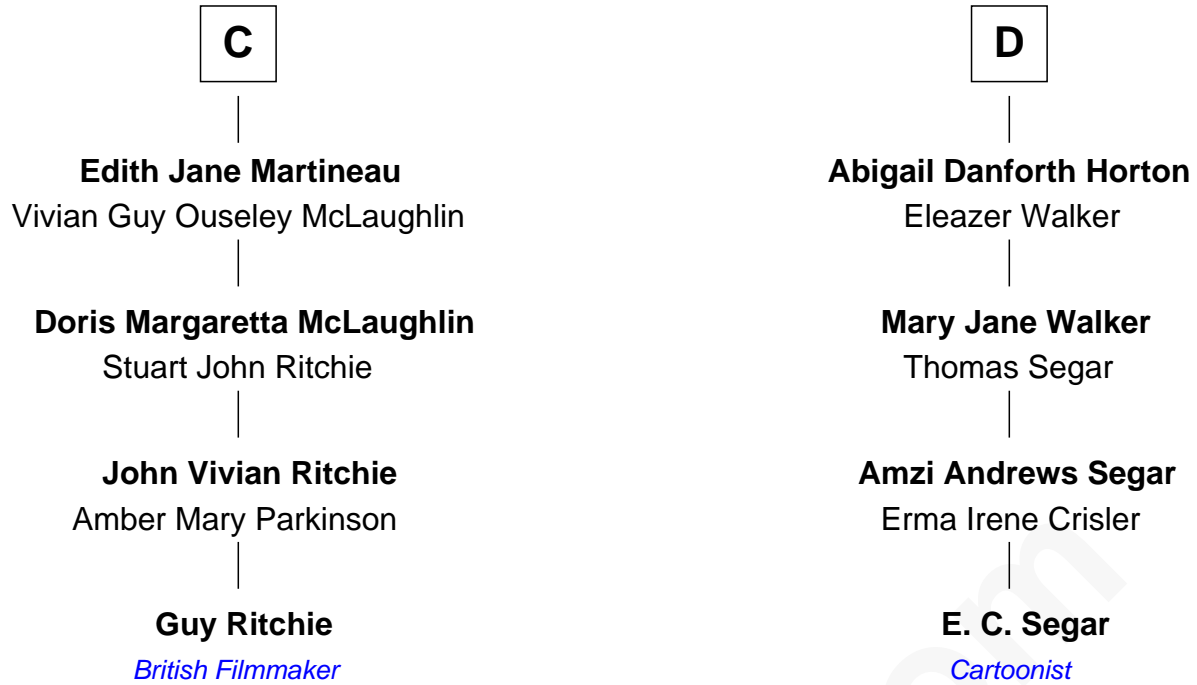 C
Edith Jane Martineau
Vivian Guy Ouseley McLaughlin
Doris Margaretta McLaughlin
Stuart John Ritchie
John Vivian Ritchie
Amber Mary Parkinson
Guy Ritchie
British Filmmaker
D
Abigail Danforth Horton
Eleazer Walker
Mary Jane Walker
Thomas Segar
Amzi Andrews Segar
Erma Irene Crisler
E. C. Segar
Cartoonist